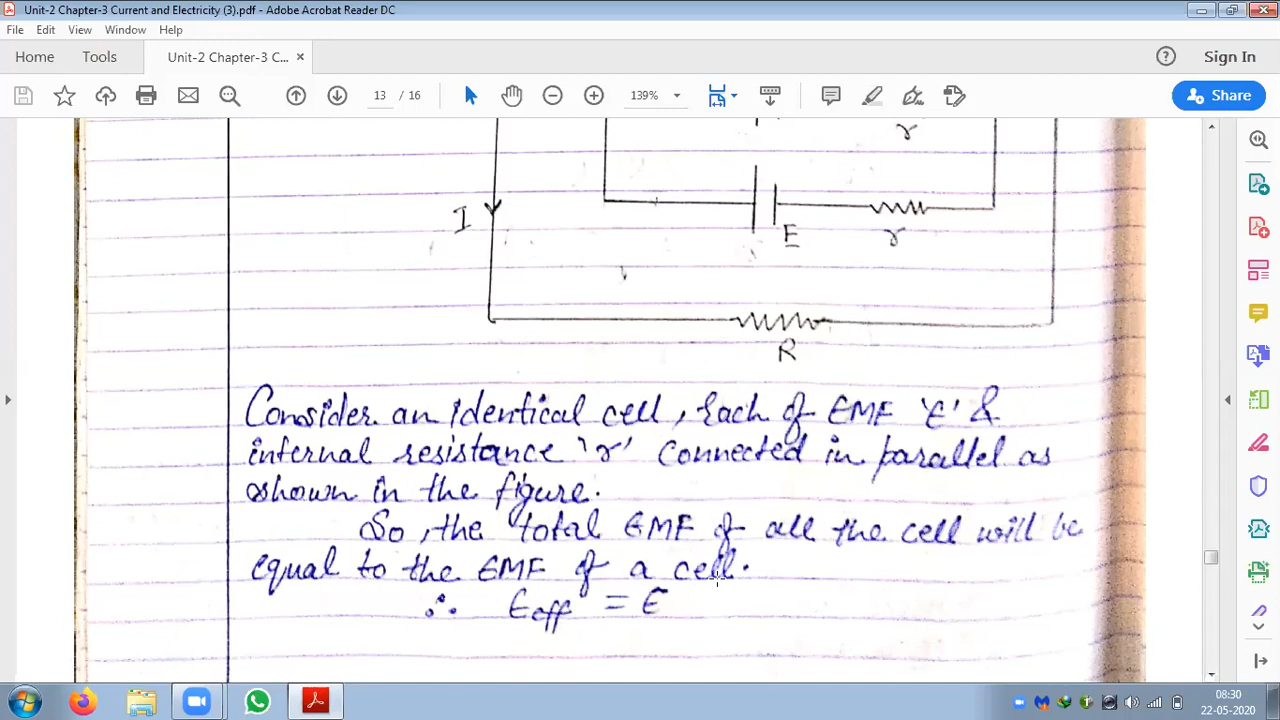 Unit-2 Chapter-3 Current and Electricity (3).pdf - Adobe Acrobat Reader DC
File Edit View Window Help
Home Tools Unit-2 Chapter-3 C... × Sign In
13 / 16 139% Share
r
I
E r
R
Consider an identical cell, Each of EMF 'E' &
internal resistance 'r' connected in parallel as
shown in the figure.
So, the total EMF of all the cell will be
equal to the EMF of a cell.
∴ Eeff = E
08:30
22-05-2020